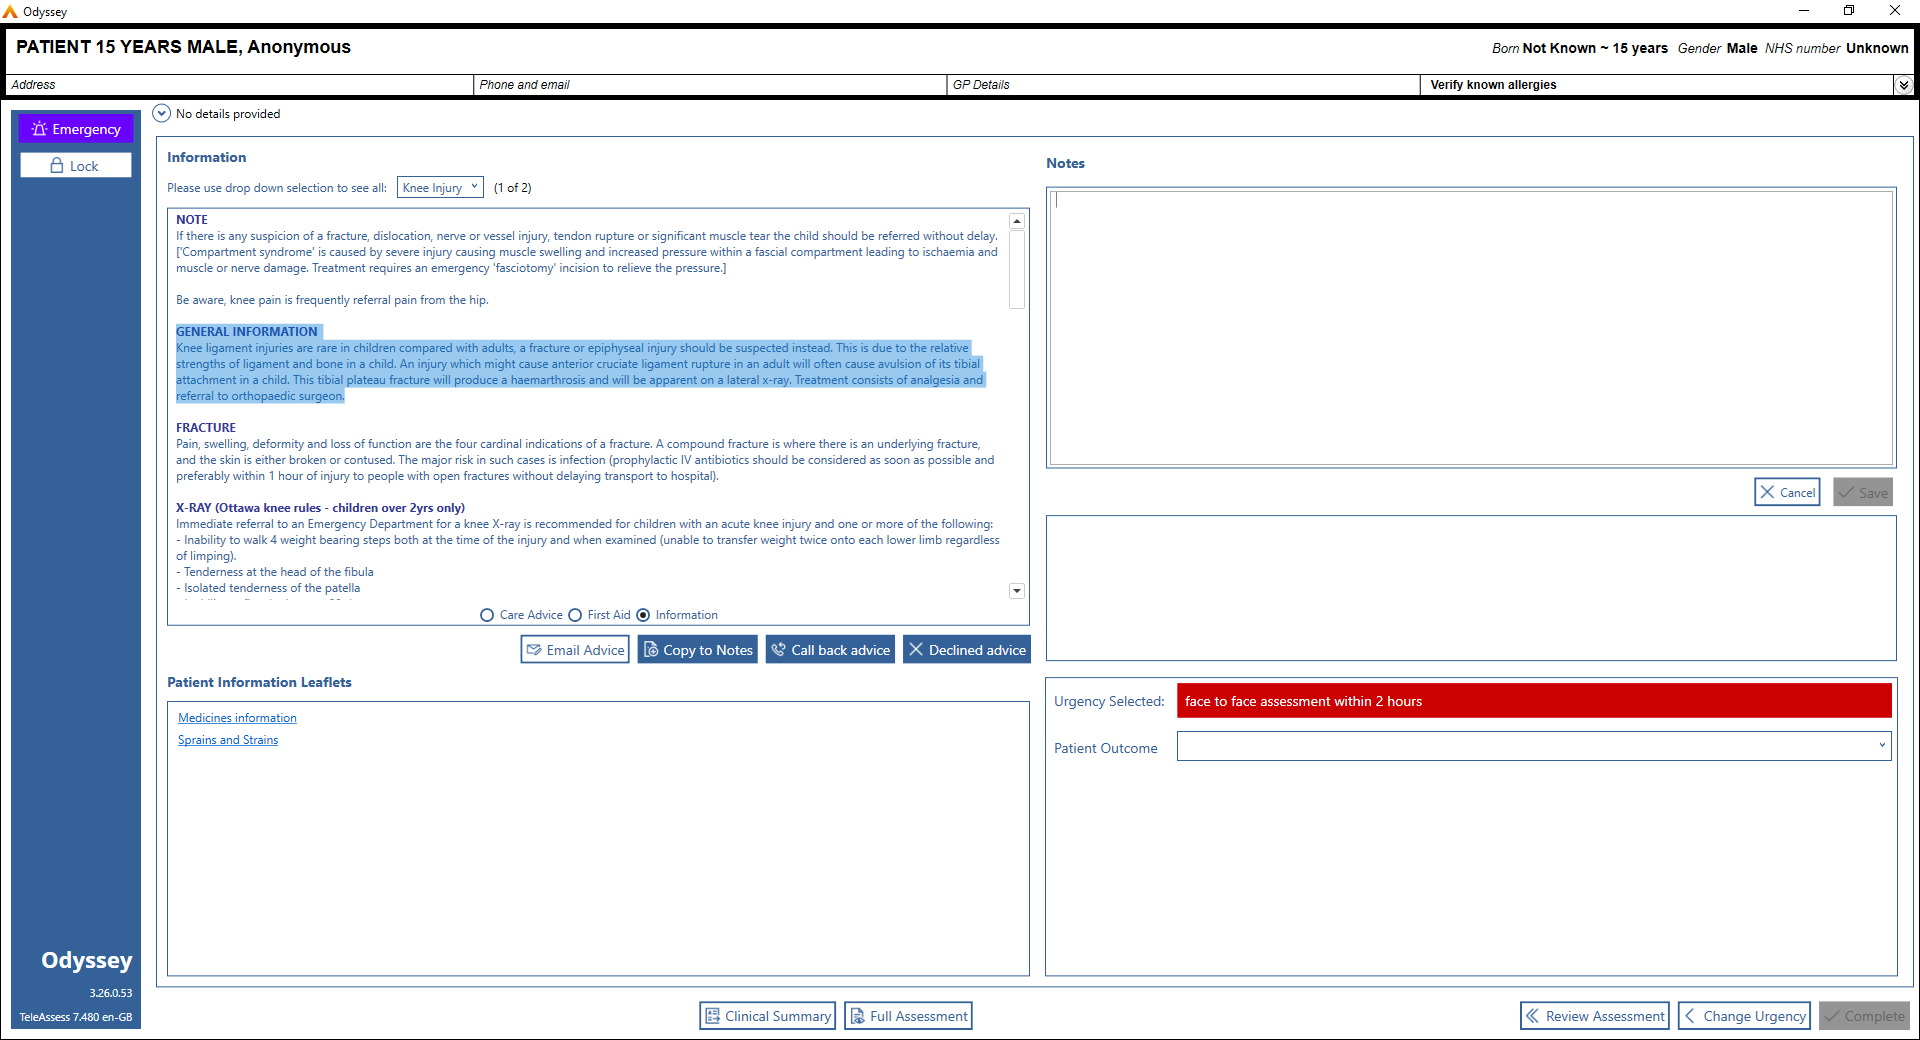 Odyssey
PATIENT 15 YEARS MALE, Anonymous
Born Not Known ~ 15 years Gender Male NHS number Unknown
Address
Phone and email
GP Details
Verify known allergies
Emergency
Lock
No details provided
Information
Please use drop down selection to see all: Knee Injury (1 of 2)
NOTE
If there is any suspicion of a fracture, dislocation, nerve or vessel injury, tendon rupture or significant muscle tear the child should be referred without delay.
['Compartment syndrome' is caused by severe injury causing muscle swelling and increased pressure within a fascial compartment leading to ischaemia and
muscle or nerve damage. Treatment requires an emergency 'fasciotomy' incision to relieve the pressure.]
Be aware, knee pain is frequently referral pain from the hip.
GENERAL INFORMATION
Knee ligament injuries are rare in children compared with adults, a fracture or epiphyseal injury should be suspected instead. This is due to the relative
strengths of ligament and bone in a child. An injury which might cause anterior cruciate ligament rupture in an adult will often cause avulsion of its tibial
attachment in a child. This tibial plateau fracture will produce a haemarthrosis and will be apparent on a lateral x-ray. Treatment consists of analgesia and
referral to orthopaedic surgeon.
FRACTURE
Pain, swelling, deformity and loss of function are the four cardinal indications of a fracture. A compound fracture is where there is an underlying fracture,
and the skin is either broken or contused. The major risk in such cases is infection (prophylactic IV antibiotics should be considered as soon as possible and
preferably within 1 hour of injury to people with open fractures without delaying transport to hospital).
X-RAY (Ottawa knee rules - children over 2yrs only)
Immediate referral to an Emergency Department for a knee X-ray is recommended for children with an acute knee injury and one or more of the following:
- Inability to walk 4 weight bearing steps both at the time of the injury and when examined (unable to transfer weight twice onto each lower limb regardless
of limping).
- Tenderness at the head of the fibula
- Isolated tenderness of the patella
Care Advice First Aid Information
Email Advice
Copy to Notes
Call back advice
Declined advice
Patient Information Leaflets
Medicines information
Sprains and Strains
Notes
Cancel
Save
Urgency Selected: face to face assessment within 2 hours
Patient Outcome
Odyssey
3.26.0.53
TeleAssess 7.480 en-GB
Clinical Summary
Full Assessment
Review Assessment
Change Urgency
Complete